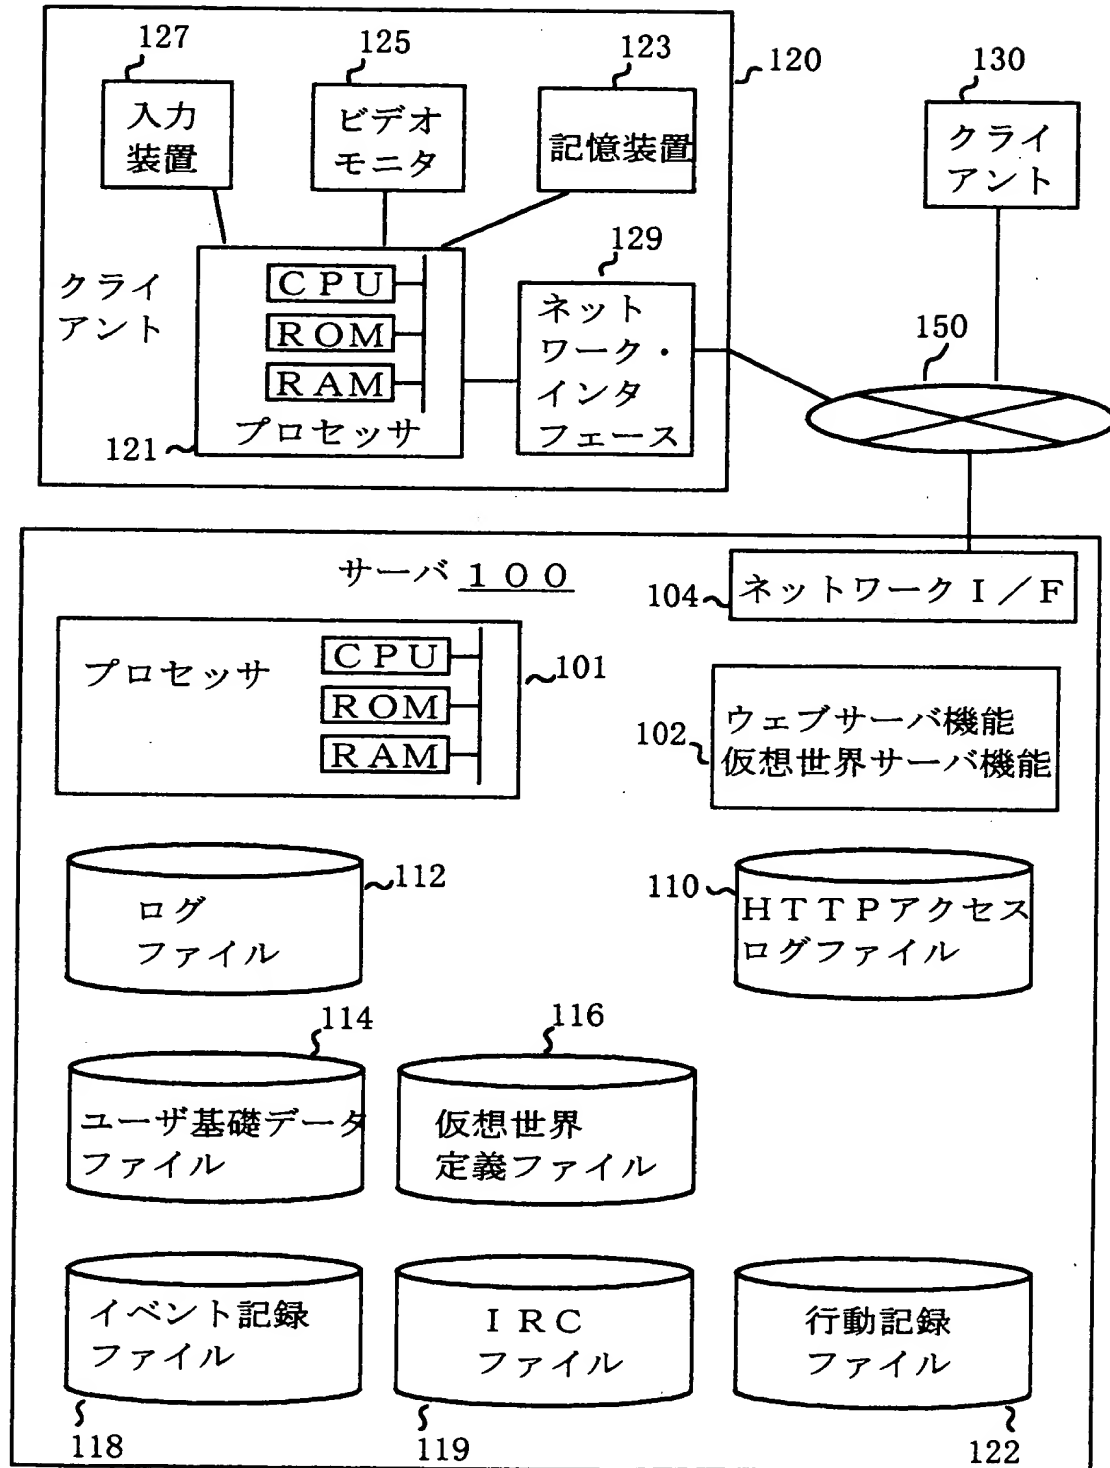 127
125
123
120
130
入力
装置
ビデオ
モニタ
記憶装置
クライ
アント
クライ
アント
CPU
ROM
RAM
プロセッサ
121
129
ネット
ワーク・
インタ
フェース
150
サーバ 100
104
ネットワークI/F
プロセッサ
CPU
ROM
RAM
101
102
ウェブサーバ機能
仮想世界サーバ機能
ログ
ファイル
112
110
HTTPアクセス
ログファイル
114
116
ユーザ基礎データ
ファイル
仮想世界
定義ファイル
イベント記録
ファイル
IRC
ファイル
行動記録
ファイル
118
119
122